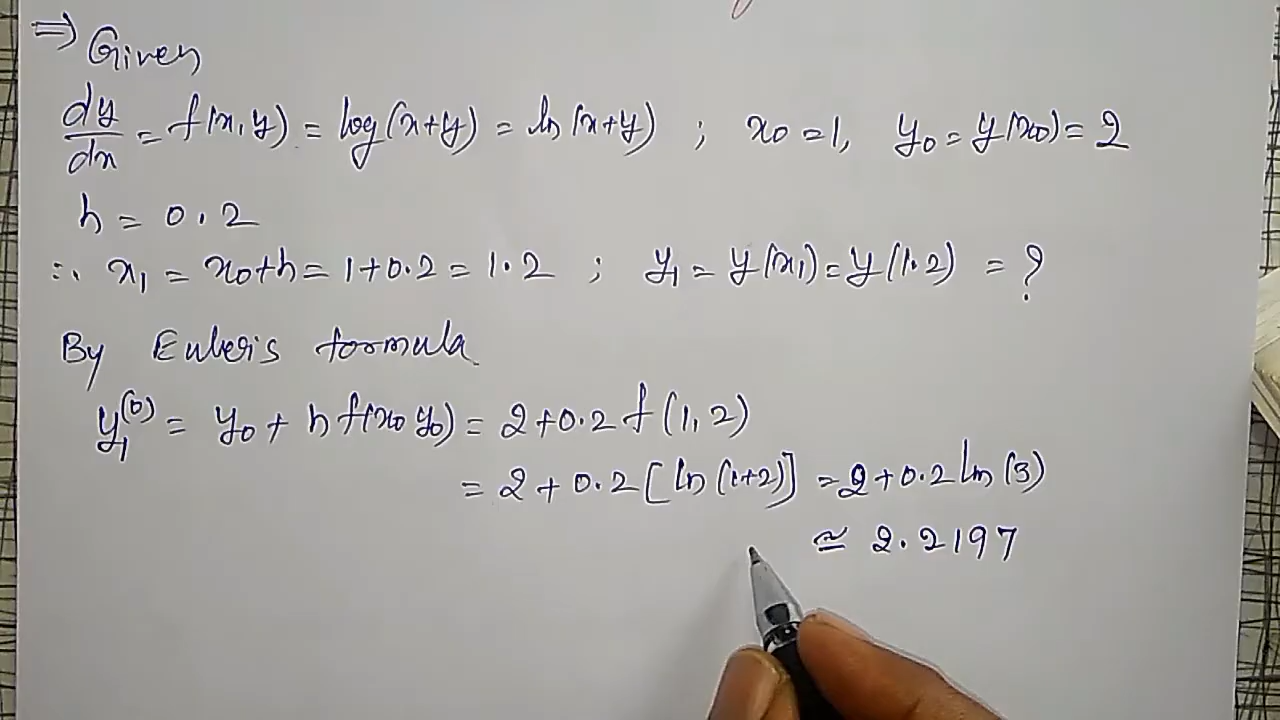 ⇒ Given
dy/dx = f(x, y) = log(x+y) = ln(x+y) ; x₀ = 1, y₀ = y(x₀) = 2
h = 0.2
∴ x₁ = x₀+h = 1+0.2 = 1.2 ; y₁ = y(x₁) = y(1.2) = ?
By Euler's formula
y₁⁽⁰⁾ = y₀ + h f(x₀ y₀) = 2+0.2 f(1, 2)
= 2 + 0.2 [ln(1+2)] = 2+0.2 ln(3)
≃ 2.2197